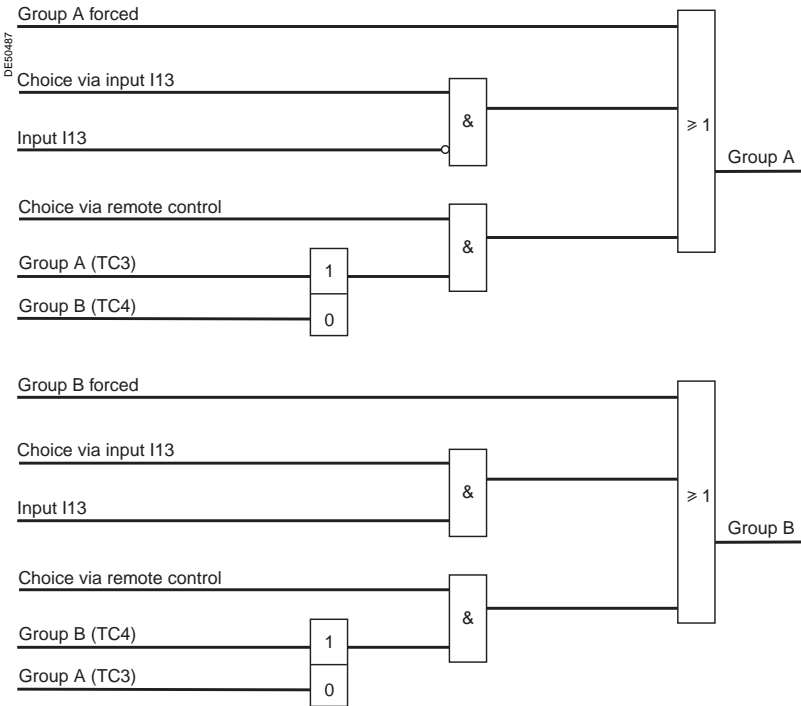 Group A forced
DE50487
Choice via input I13
&
Input I13
≥ 1
Group A
Choice via remote control
&
Group A (TC3)
1
Group B (TC4)
0
Group B forced
Choice via input I13
&
Input I13
≥ 1
Group B
Choice via remote control
&
Group B (TC4)
1
Group A (TC3)
0